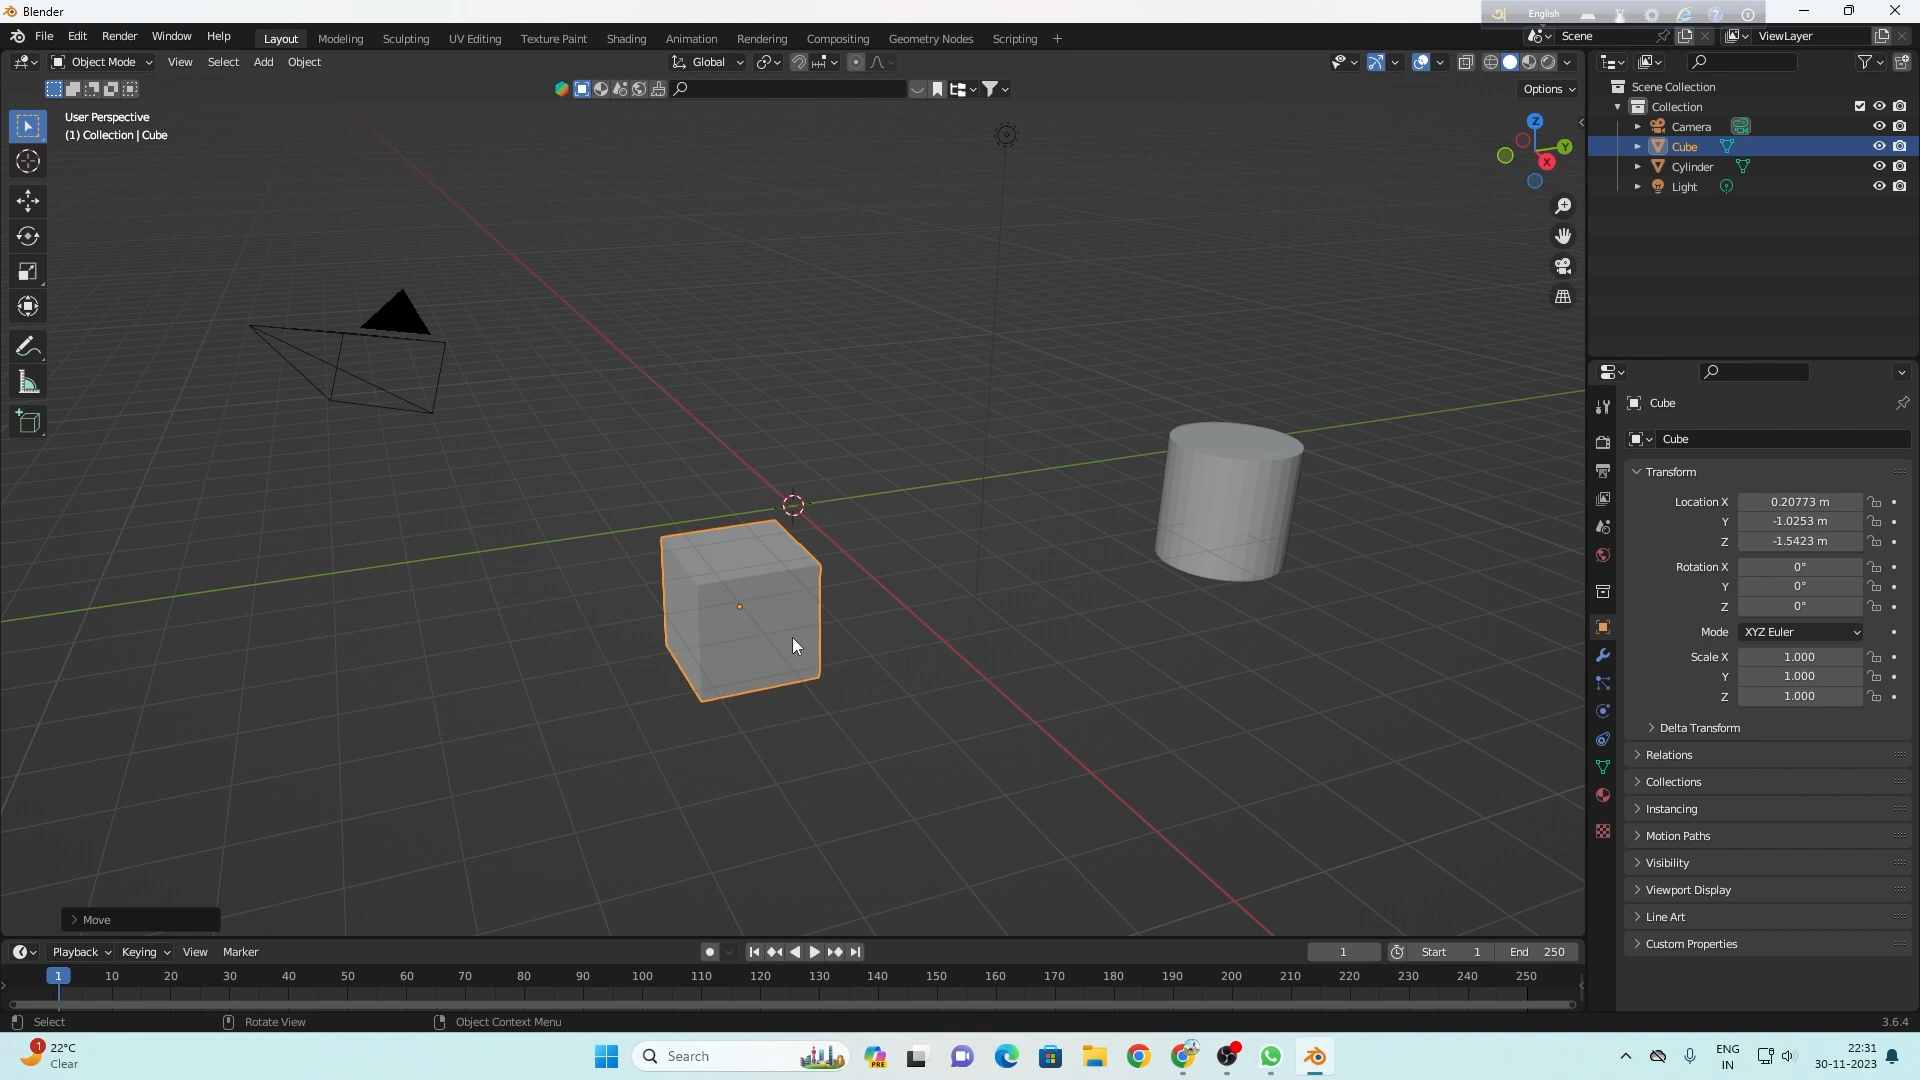 Blender
English
File Edit Render Window Help Layout Modeling Sculpting UV Editing Texture Paint Shading Animation Rendering Compositing Geometry Nodes Scripting + Scene ViewLayer
Object Mode View Select Add Object Global
Options
User Perspective
(1) Collection | Cube
Z
Y
X
Scene Collection
Collection
Camera
Cube
Cylinder
Light
Cube
Cube
Transform
Location X 0.20773 m
Y -1.0253 m
Z -1.5423 m
Rotation X 0°
Y 0°
Z 0°
Mode XYZ Euler
Scale X 1.000
Y 1.000
Z 1.000
Delta Transform
Relations
Collections
Instancing
Motion Paths
Visibility
Viewport Display
Line Art
Custom Properties
Move
Playback Keying View Marker 1 Start 1 End 250
1 10 20 30 40 50 60 70 80 90 100 110 120 130 140 150 160 170 180 190 200 210 220 230 240 250
Select Rotate View Object Context Menu 3.6.4
1
22°C
Clear
Search
PRE
ENG
IN
22:31
30-11-2023